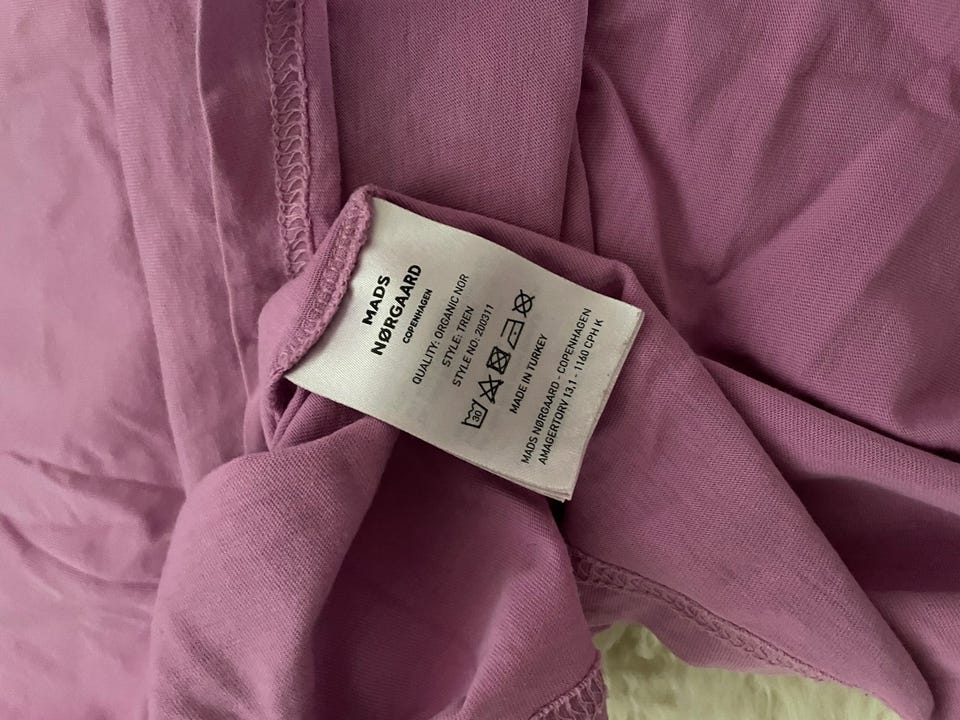 MADS
NØRGAARD
COPENHAGEN
QUALITY: ORGANIC NOR
STYLE: TREN
STYLE NO: 200311
30
MADE IN TURKEY
MADS NØRGAARD - COPENHAGEN
AMAGERTORV 13,1 - 1160 CPH K